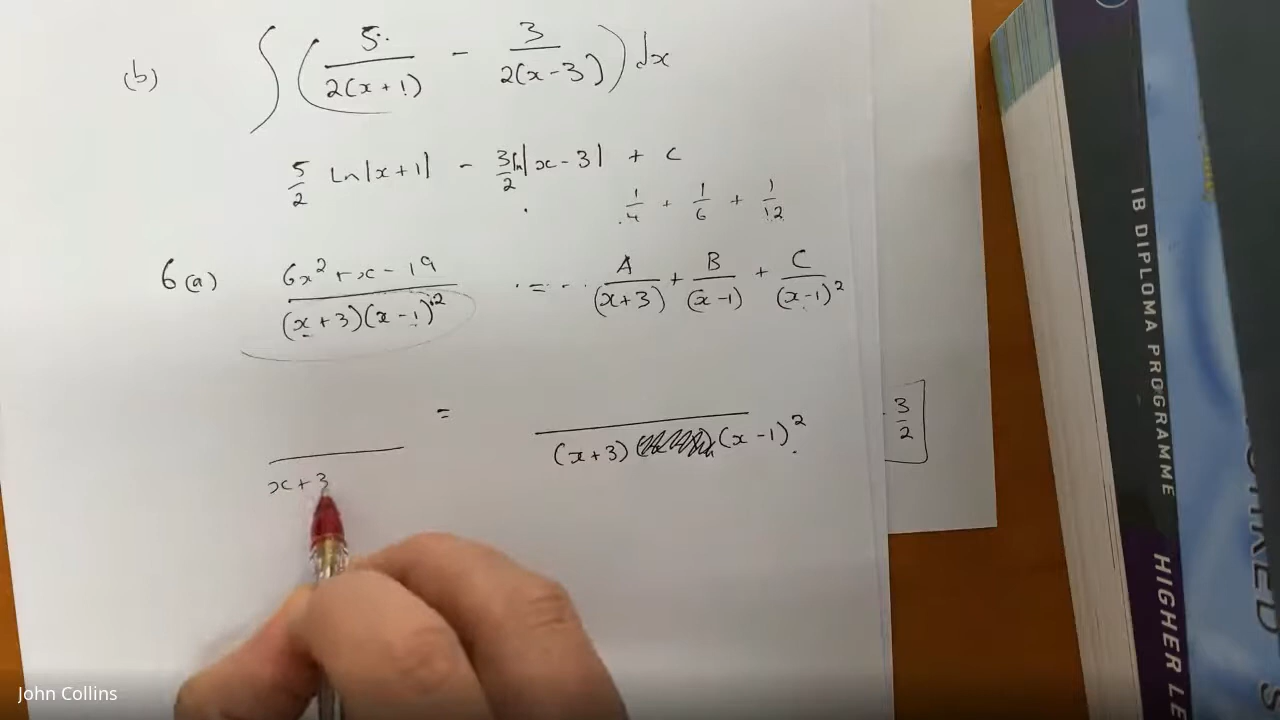 (b) ∫ ( 5/2(x+1) - 3/2(x-3) ) dx
5/2 Ln|x+1| - 3/2 ln|x-3| + C
1/4 + 1/6 + 1/12
6(a) 6x² + x - 19 / (x+3)(x-1)² = A/(x+3) + B/(x-1) + C/(x-1)²
= / (x+3) (x-1)²
x+3
3/2
IB DIPLOMA PROGRAMME
HIGHER LE
John Collins